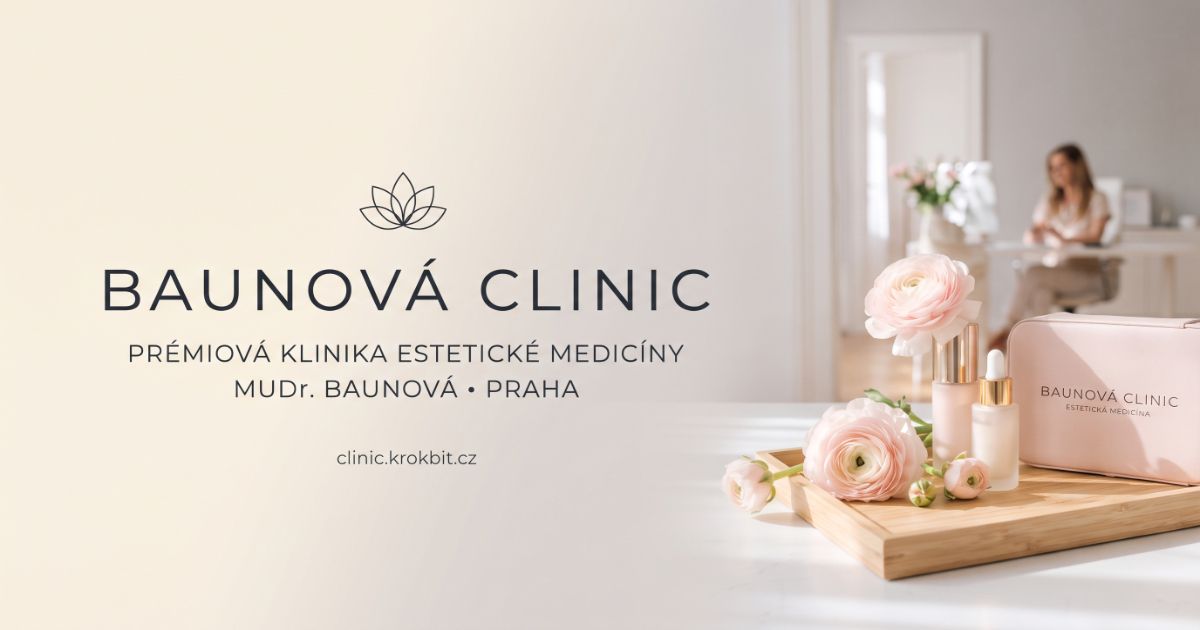 BAUNOVÁ CLINIC
PRÉMIOVÁ KLINIKA ESTETICKÉ MEDICÍNY
MUDr. BAUNOVÁ • PRAHA
clinic.krokbit.cz
BAUNOVÁ CLINIC
ESTETICKÁ MEDICÍNA